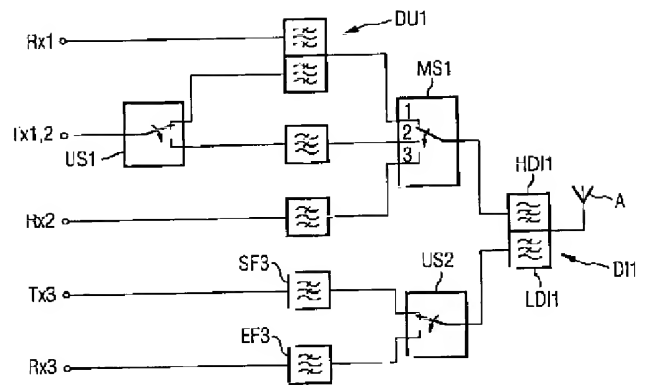 Rx1
DU1
MS1
1
Tx1,2
2
US1
3
HDI1
A
Rx2
SF3
US2
DI1
Tx3
LDI1
EF3
Rx3